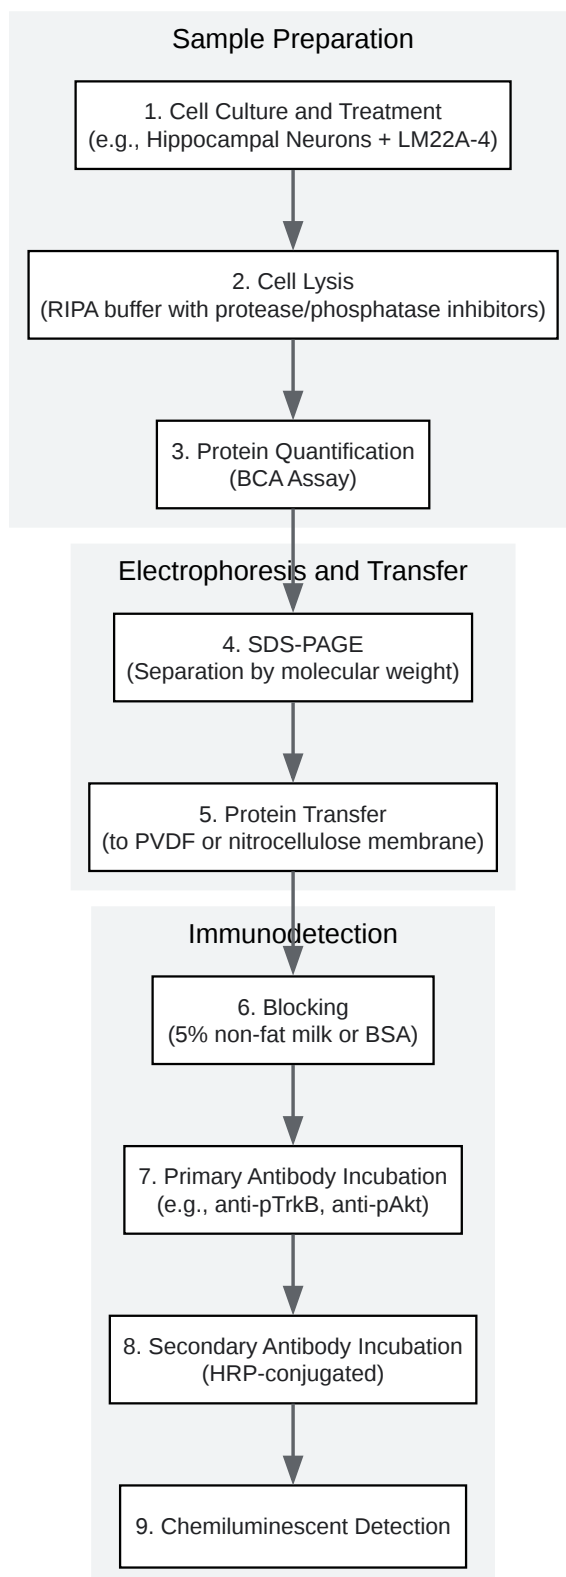 Sample Preparation
1. Cell Culture and Treatment
(e.g., Hippocampal Neurons + LM22A-4)
2. Cell Lysis
(RIPA buffer with protease/phosphatase inhibitors)
3. Protein Quantification
(BCA Assay)
Electrophoresis and Transfer
4. SDS-PAGE
(Separation by molecular weight)
5. Protein Transfer
(to PVDF or nitrocellulose membrane)
Immunodetection
6. Blocking
(5% non-fat milk or BSA)
7. Primary Antibody Incubation
(e.g., anti-pTrkB, anti-pAkt)
8. Secondary Antibody Incubation
(HRP-conjugated)
9. Chemiluminescent Detection